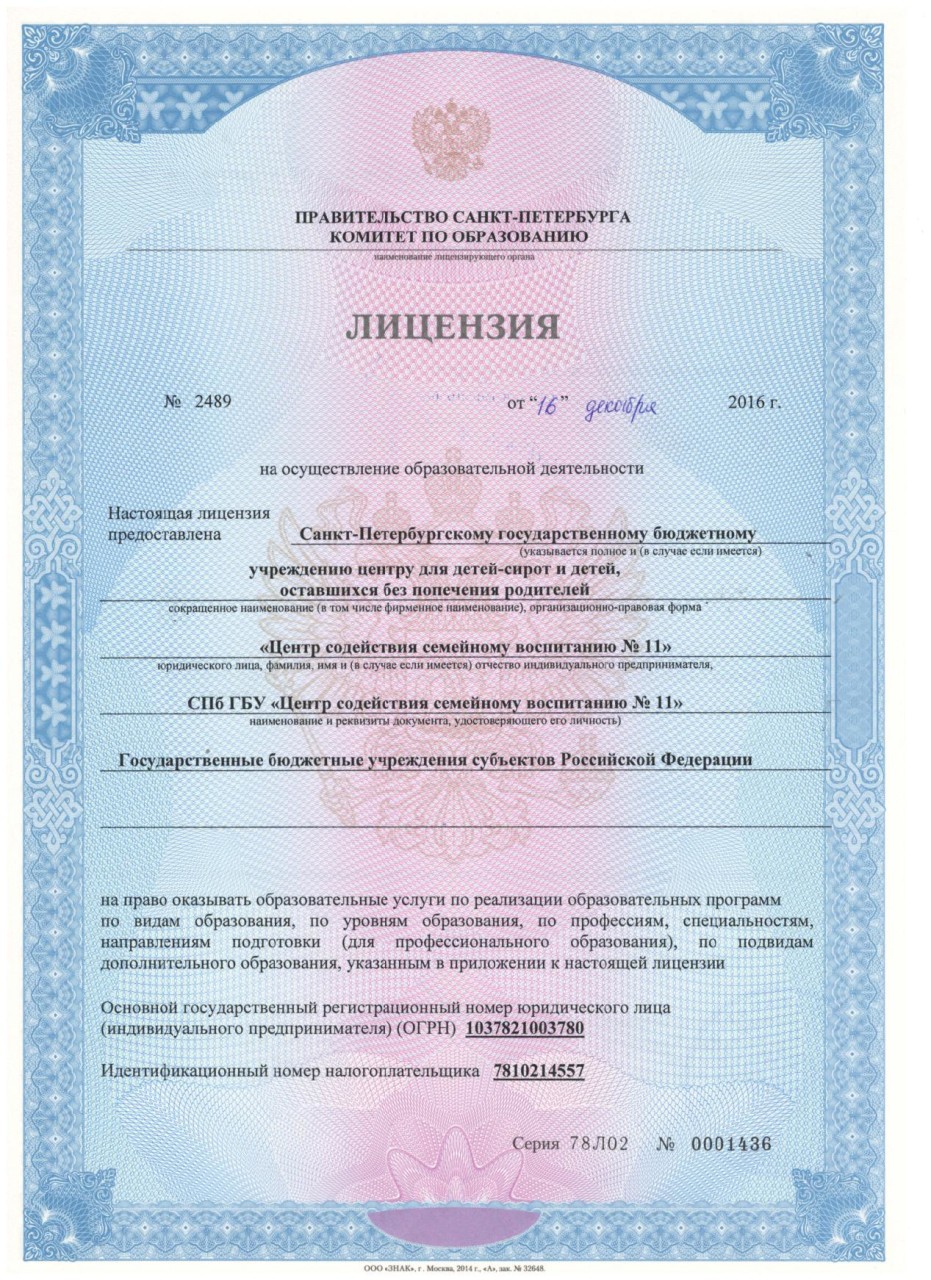 ПРАВИТЕЛЬСТВО САНКТ-ПЕТЕРБУРГА
КОМИТЕТ ПО ОБРАЗОВАНИЮ
наименование лицензирующего органа
ЛИЦЕНЗИЯ
№ 2489 от “16” декабря 2016 г.
на осуществление образовательной деятельности
Настоящая лицензия
предоставлена Санкт-Петербургскому государственному бюджетному
(указывается полное и (в случае если имеется)
учреждению центру для детей-сирот и детей,
оставшихся без попечения родителей
сокращенное наименование (в том числе фирменное наименование), организационно-правовая форма
«Центр содействия семейному воспитанию № 11»
юридического лица, фамилия, имя и (в случае если имеется) отчество индивидуального предпринимателя,
СПб ГБУ «Центр содействия семейному воспитанию № 11»
наименование и реквизиты документа, удостоверяющего его личность)
Государственные бюджетные учреждения субъектов Российской Федерации
на право оказывать образовательные услуги по реализации образовательных программ
по видам образования, по уровням образования, по профессиям, специальностям,
направлениям подготовки (для профессионального образования), по подвидам
дополнительного образования, указанным в приложении к настоящей лицензии
Основной государственный регистрационный номер юридического лица
(индивидуального предпринимателя) (ОГРН) 1037821003780
Идентификационный номер налогоплательщика 7810214557
Серия 78Л02 № 0001436
ООО «ЗНАК», г. Москва, 2014 г., «А», зак. № 32648.